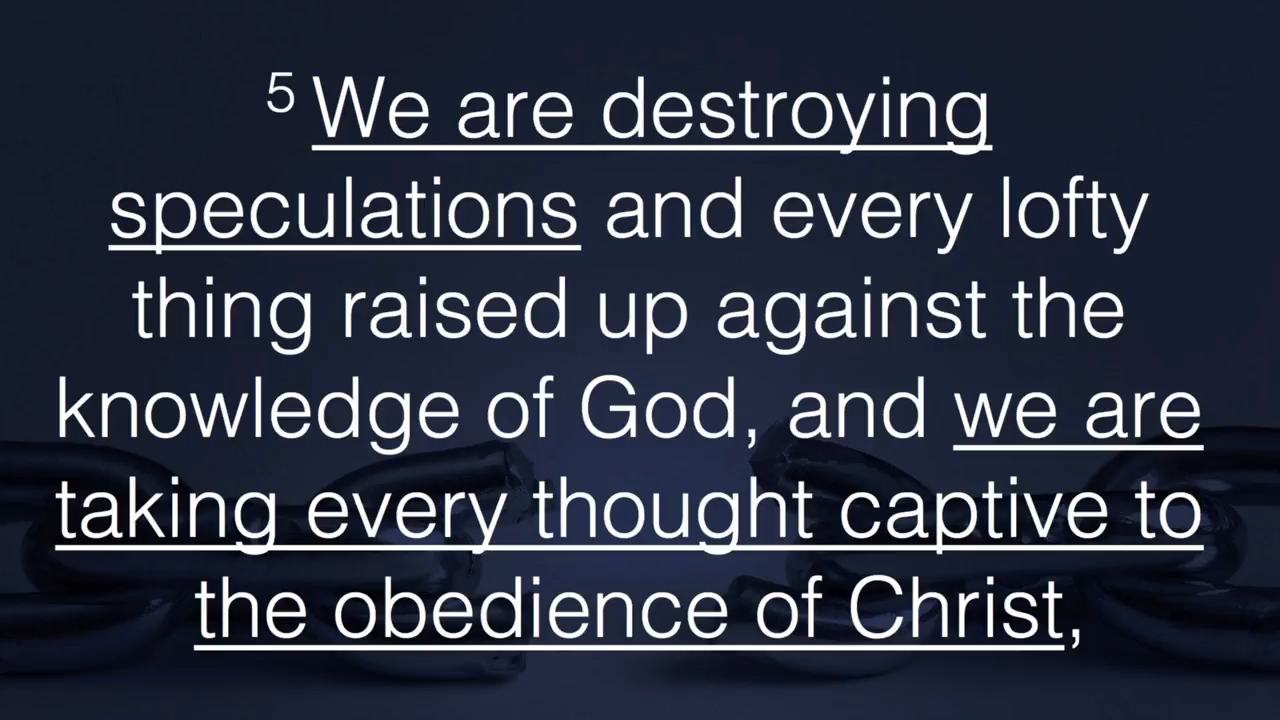 5 We are destroying
speculations and every lofty
thing raised up against the
knowledge of God, and we are
taking every thought captive to
the obedience of Christ,